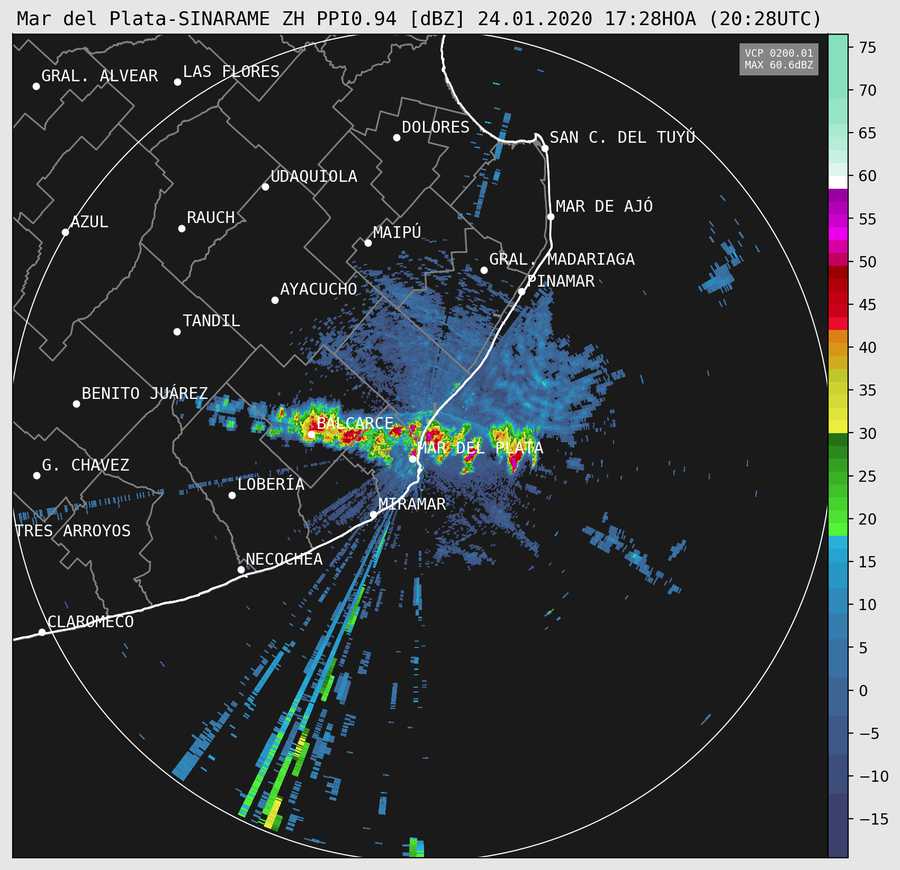 Mar del Plata-SINARAME ZH PPI0.94 [dBZ] 24.01.2020 17:28HOA (20:28UTC)
VCP 0200.01
MAX 60.6dBZ
GRAL. ALVEAR
LAS FLORES
DOLORES
SAN C. DEL TUYÚ
UDAQUIOLA
MAR DE AJÓ
AZUL
RAUCH
MAIPÚ
GRAL. MADARIAGA
PINAMAR
AYACUCHO
TANDIL
BENITO JUÁREZ
BALCARCE
MAR DEL PLATA
G. CHAVEZ
LOBERÍA
MIRAMAR
TRES ARROYOS
NECOCHEA
CLAROMECO
75
70
65
60
55
50
45
40
35
30
25
20
15
10
5
0
−5
−10
−15